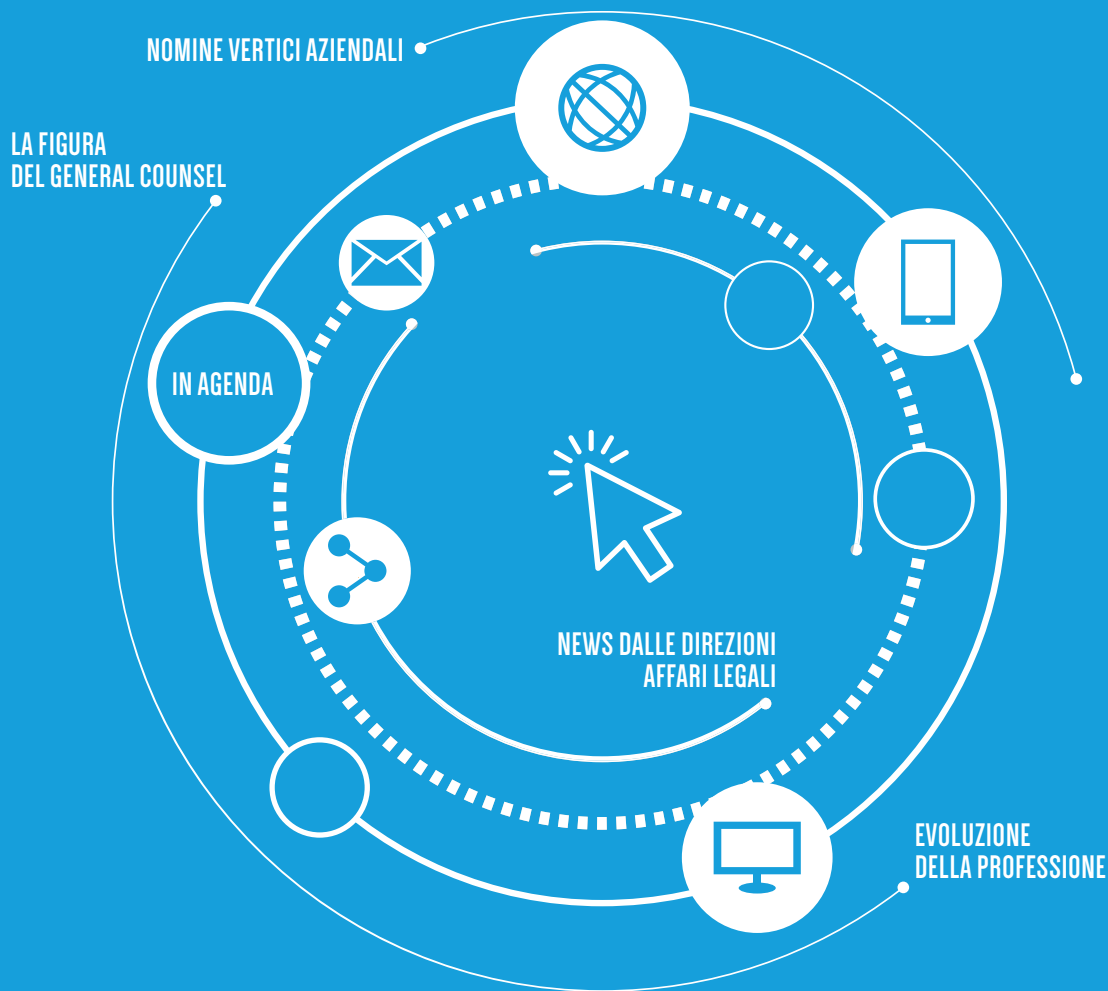 NOMINE VERTICI AZIENDALI
LA FIGURA
DEL GENERAL COUNSEL
IN AGENDA
NEWS DALLE DIREZIONI
AFFARI LEGALI
EVOLUZIONE
DELLA PROFESSIONE